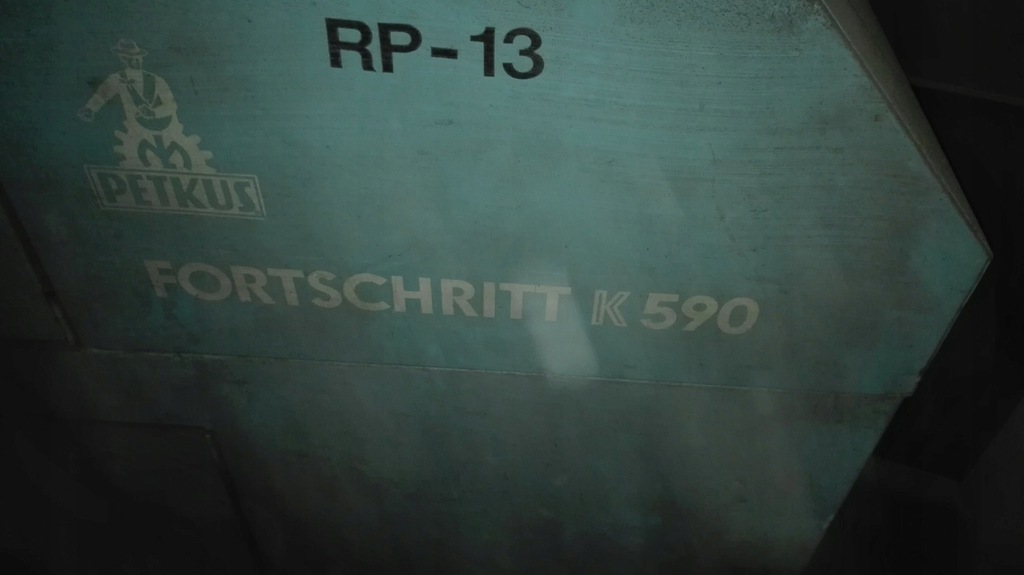 RP-13
PETKUS
FORTSCHRITT K 590